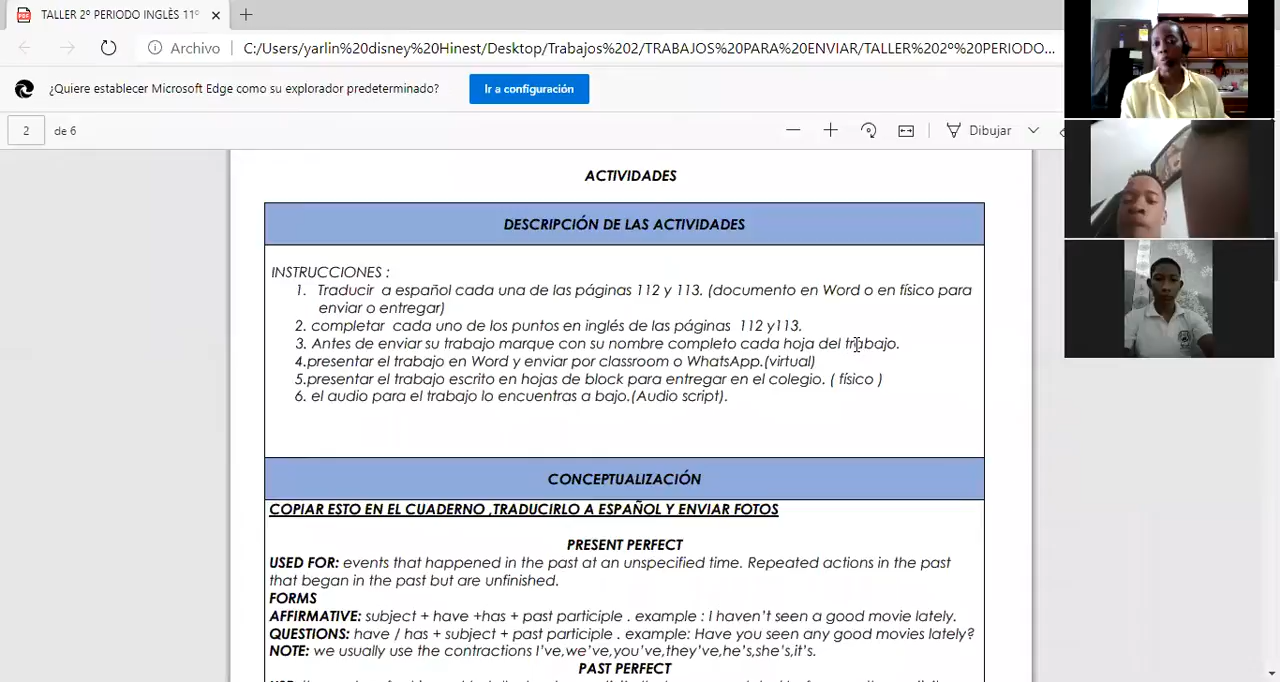 TALLER 2º PERIODO INGLÈS 11º
Archivo
C:/Users/yarlin%20disney%20Hinest/Desktop/Trabajos%202/TRABAJOS%20PARA%20ENVIAR/TALLER%202º%20PERIODO...
¿Quiere establecer Microsoft Edge como su explorador predeterminado?
Ir a configuración
2 de 6
Dibujar
ACTIVIDADES
DESCRIPCIÓN DE LAS ACTIVIDADES
INSTRUCCIONES :
1. Traducir a español cada una de las páginas 112 y 113. (documento en Word o en físico para
enviar o entregar)
2. completar cada uno de los puntos en inglés de las páginas 112 y113.
3. Antes de enviar su trabajo marque con su nombre completo cada hoja del trabajo.
4.presentar el trabajo en Word y enviar por classroom o WhatsApp.(virtual)
5.presentar el trabajo escrito en hojas de block para entregar en el colegio. ( físico )
6. el audio para el trabajo lo encuentras a bajo.(Audio script).
CONCEPTUALIZACIÓN
COPIAR ESTO EN EL CUADERNO ,TRADUCIRLO A ESPAÑOL Y ENVIAR FOTOS
PRESENT PERFECT
USED FOR: events that happened in the past at an unspecified time. Repeated actions in the past
that began in the past but are unfinished.
FORMS
AFFIRMATIVE: subject + have +has + past participle . example : I haven't seen a good movie lately.
QUESTIONS: have / has + subject + past participle . example: Have you seen any good movies lately?
NOTE: we usually use the contractions I've,we've,you've,they've,he's,she's,it's.
PAST PERFECT